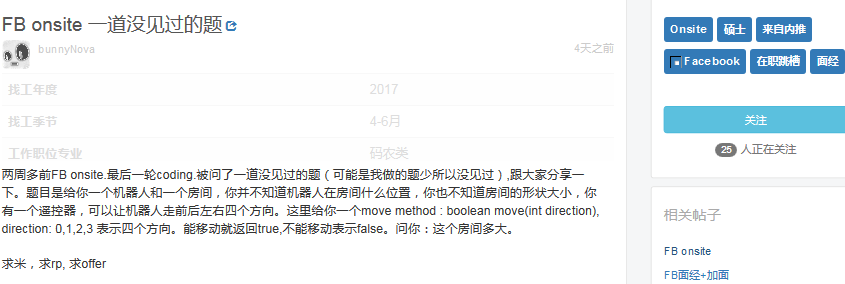 FB onsite 一道没见过的题
bunnyNova
4天之前
找工年度 2017
找工季节 4-6月
工作职位专业 码农类
两周多前FB onsite.最后一轮coding.被问了一道没见过的题（可能是我做的题少所以没见过）,跟大家分享一
下。题目是给你一个机器人和一个房间，你并不知道机器人在房间什么位置，你也不知道房间的形状大小，你
有一个遥控器，可以让机器人走前后左右四个方向。这里给你一个move method : boolean move(int direction),
direction: 0,1,2,3 表示四个方向。能移动就返回true,不能移动表示false。问你：这个房间多大。
求米，求rp, 求offer
Onsite 硕士 来自内推
Facebook 在职跳槽 面经
关注
25 人正在关注
相关帖子
FB onsite
FB面经+加面